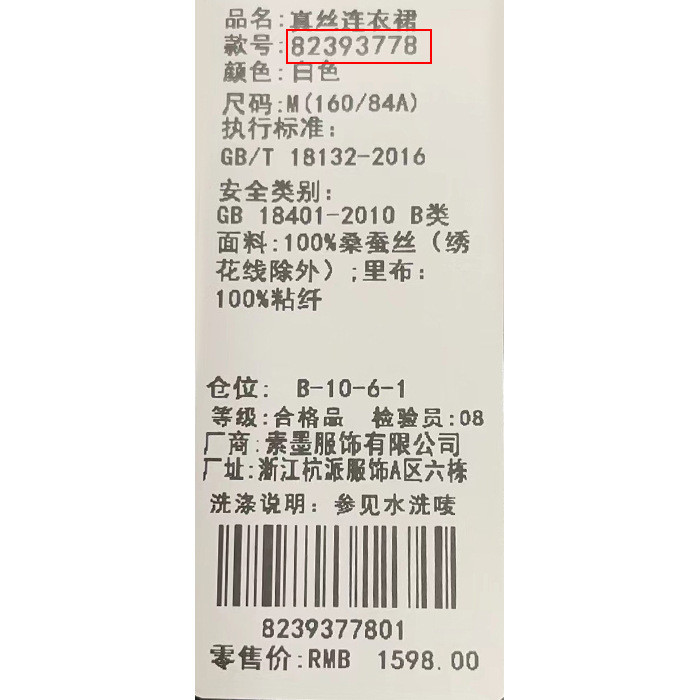 品名:真丝连衣裙
款号:82393778
颜色:白色
尺码:M(160/84A)
执行标准:
GB/T 18132-2016
安全类别:
GB 18401-2010 B类
面料:100%桑蚕丝(绣
花线除外);里布:
100%粘纤
仓位: B-10-6-1
等级:合格品 检验员:08
厂商:素墨服饰有限公司
厂址:浙江杭派服饰A区六栋
洗涤说明: 参见水洗唛
8239377801
零售价:RMB 1598.00